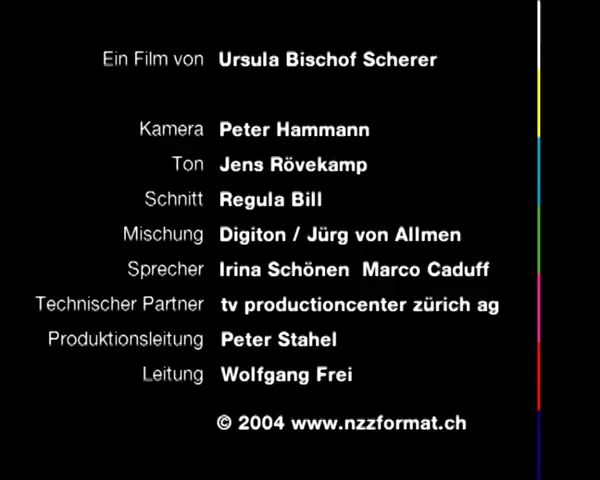 Ein Film von Ursula Bischof Scherer
Kamera Peter Hammann
Ton Jens Rövekamp
Schnitt Regula Bill
Mischung Digiton / Jürg von Allmen
Sprecher Irina Schönen Marco Caduff
Technischer Partner tv productioncenter zürich ag
Produktionsleitung Peter Stahel
Leitung Wolfgang Frei
© 2004 www.nzzformat.ch